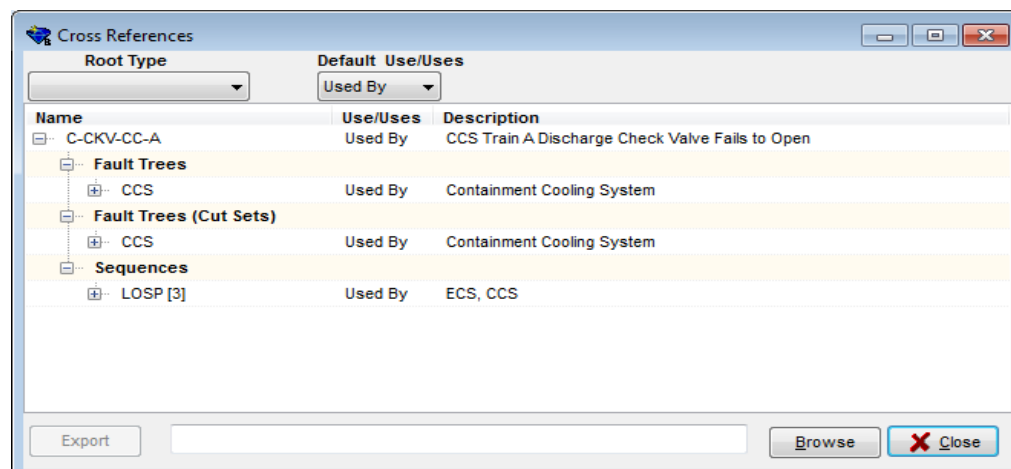 Cross References
Root Type Default Use/Uses
Used By
Name Use/Uses Description
C-CKV-CC-A Used By CCS Train A Discharge Check Valve Fails to Open
Fault Trees
CCS Used By Containment Cooling System
Fault Trees (Cut Sets)
CCS Used By Containment Cooling System
Sequences
LOSP [3] Used By ECS, CCS
Export Browse Close